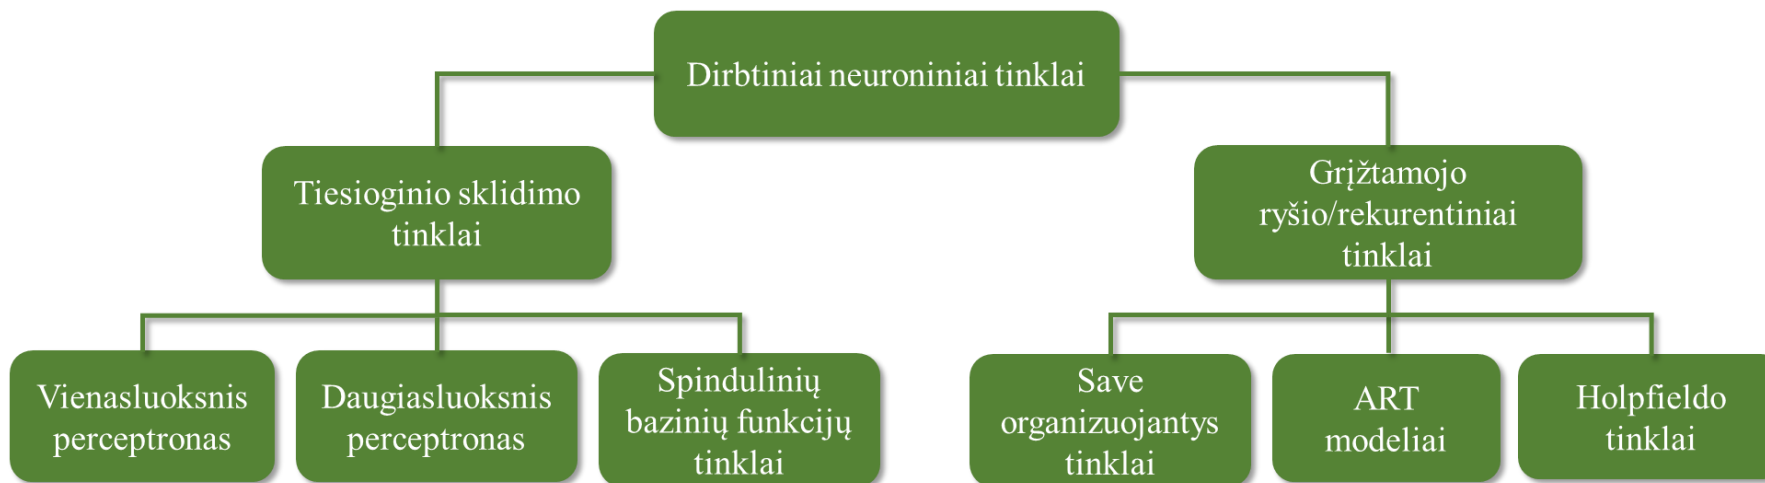 Dirbtiniai neuroniniai tinklai
Tiesioginio sklidimo
tinklai
Grįžtamojo
ryšio/rekurentiniai
tinklai
Vienasluoksnis
perceptronas
Daugiasluoksnis
perceptronas
Spindulinių
bazinių funkcijų
tinklai
Save
organizuojantys
tinklai
ART
modeliai
Holpfieldo
tinklai